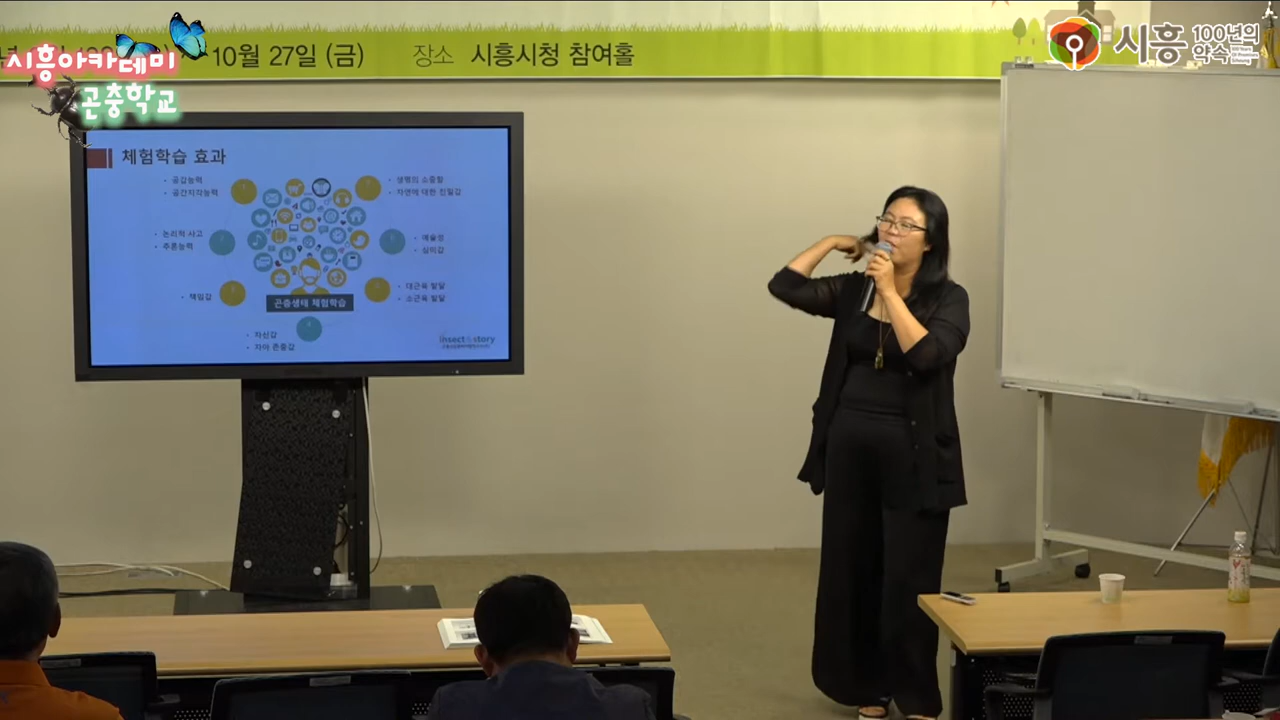 10월 27일 (금) 장소 시흥시청 참여홀
시흥아카데미
곤충학교
시흥 100년의
약속
체험학습 효과
공감능력
공간지각능력
생명의 소중함
자연에 대한 친밀감
논리적 사고
추론능력
예술성
심미감
책임감
대근육 발달
소근육 발달
곤충생태 체험학습
자신감
자아 존중감
insect story